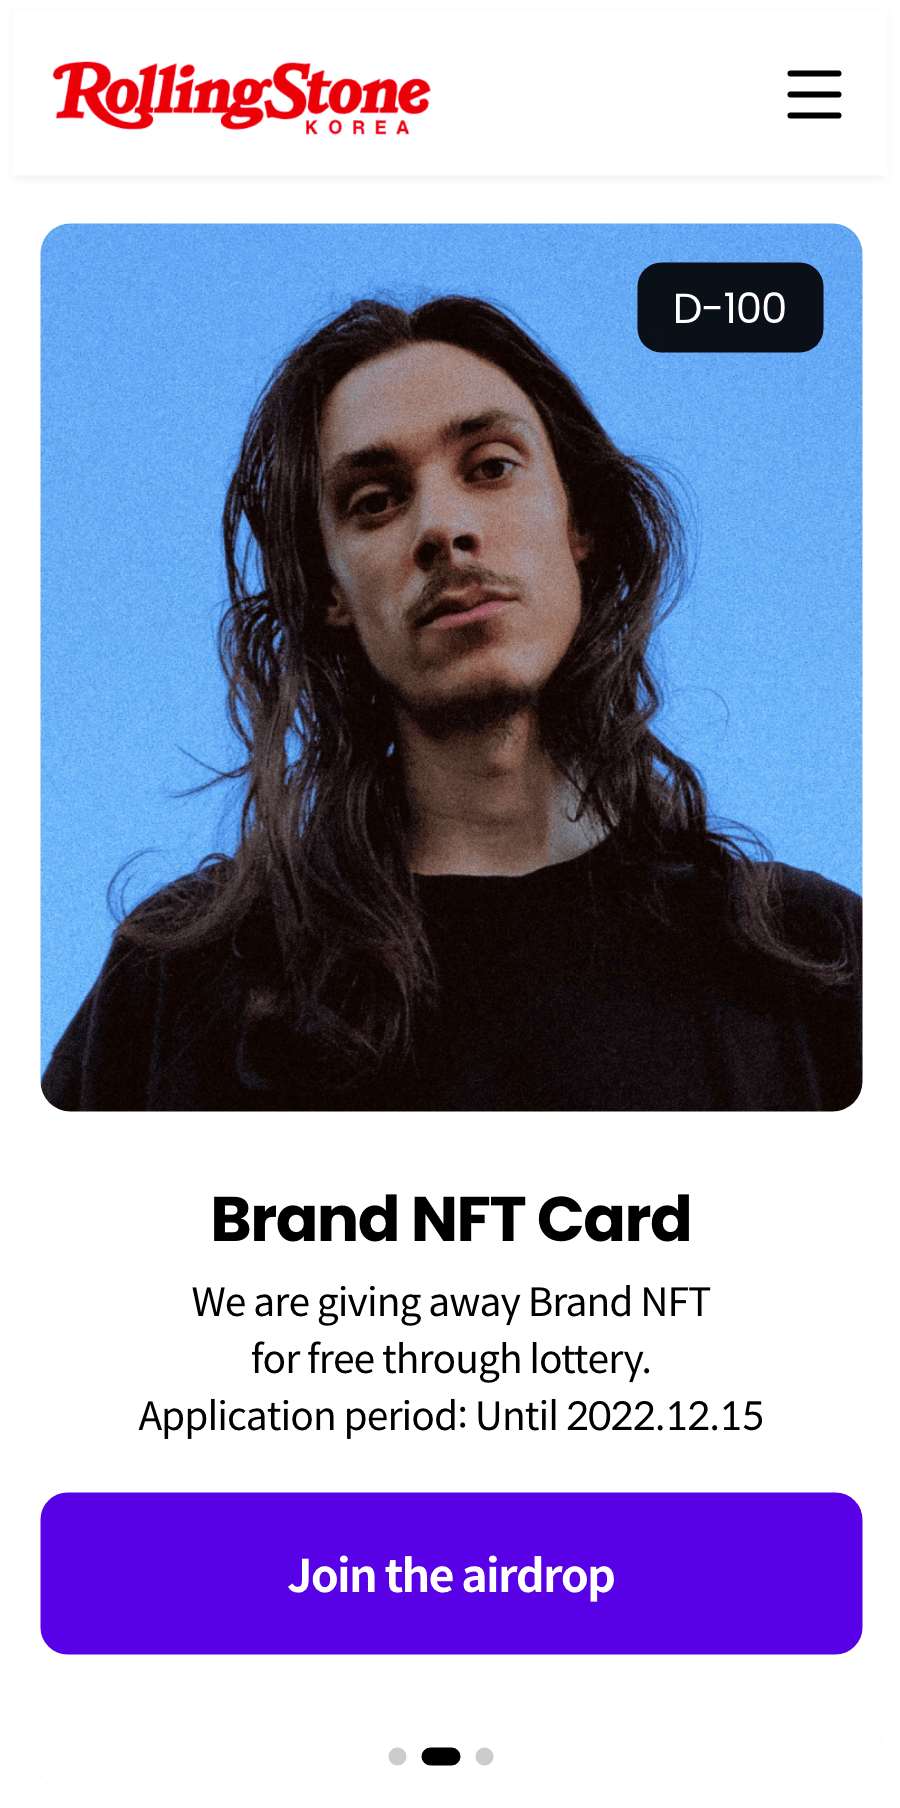 RollingStone
KOREA
D-100
Brand NFT Card
We are giving away Brand NFT
for free through lottery.
Application period: Until 2022.12.15
Join the airdrop